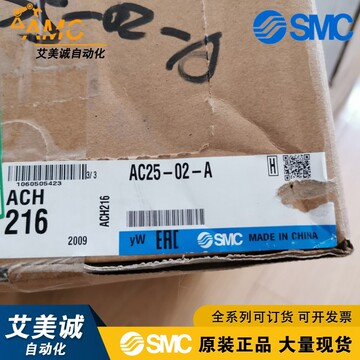 AMC
艾美诚自动化
SMC
3/3
1060505423
ACH
216
ACH216
2009
AC25-02-A
H
yW
EAC
SMC
MADE IN CHINA
艾美诚
自动化
SMC
全系列可订货 可开发票
原装正品 大量现货